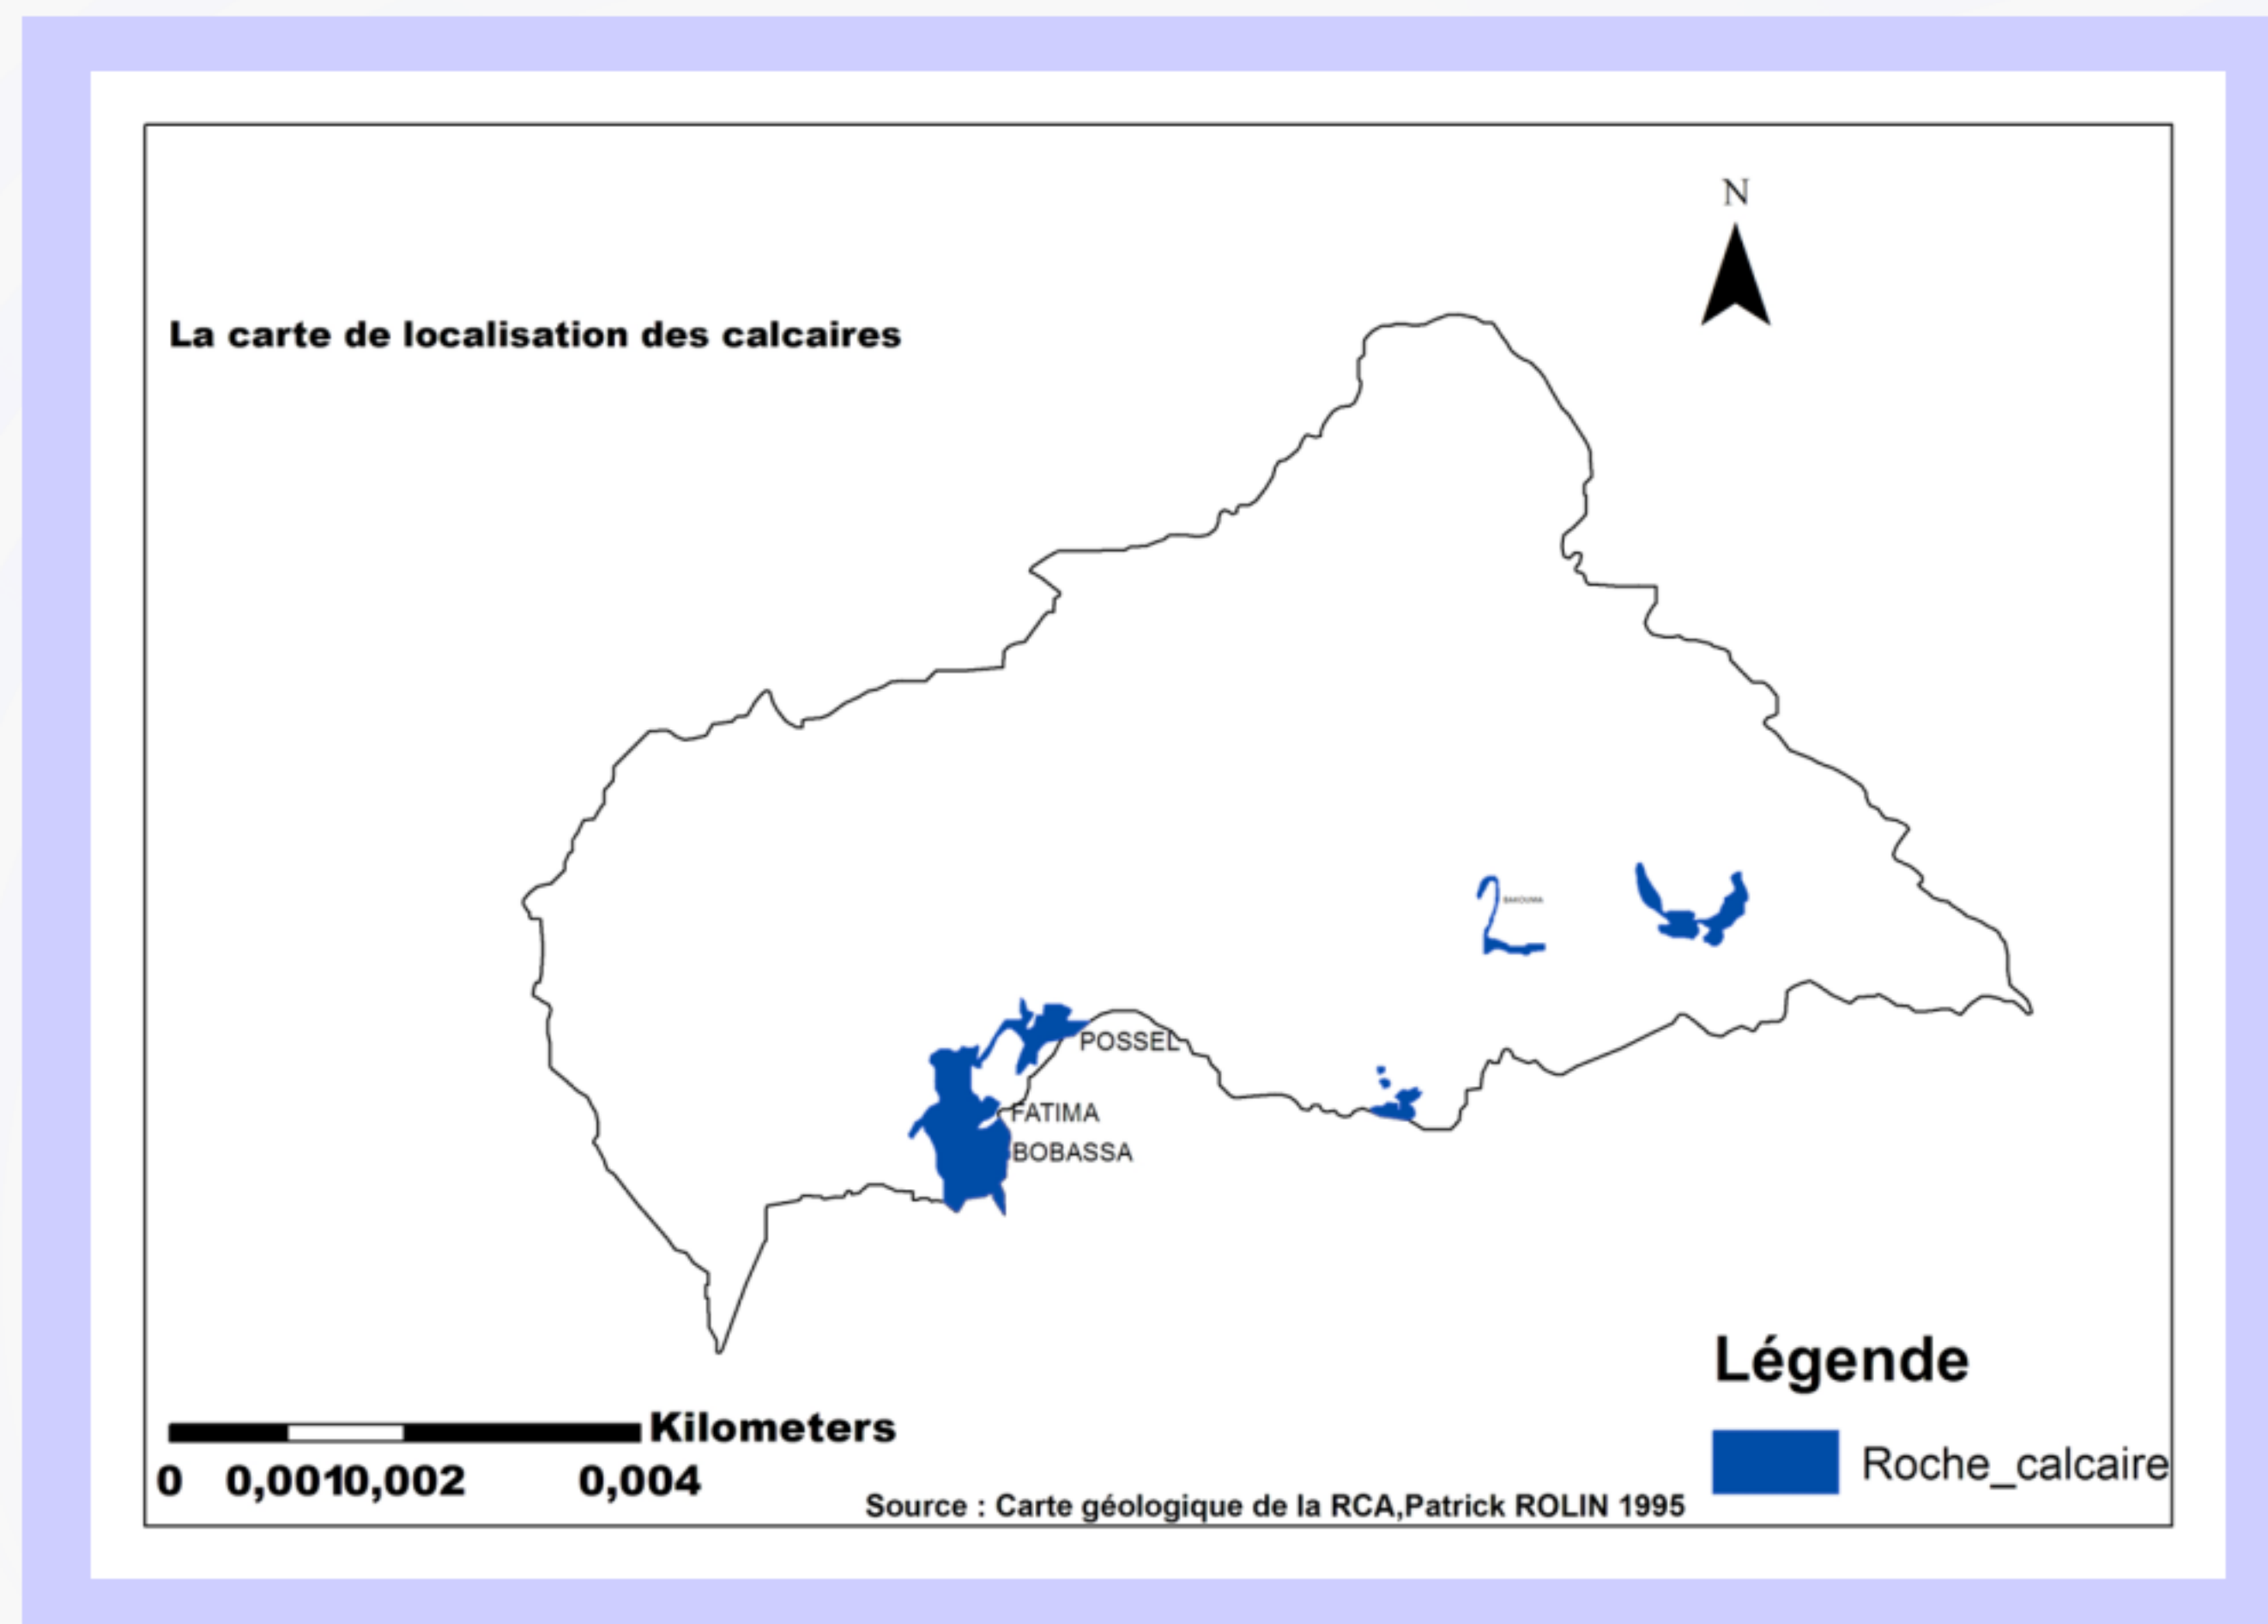 N
La carte de localisation des calcaires
BAKOUMA
POSSEL
FATIMA
BOBASSA
Légende
Kilometers
Roche_calcaire
0 0,0010,002 0,004
Source : Carte géologique de la RCA,Patrick ROLIN 1995